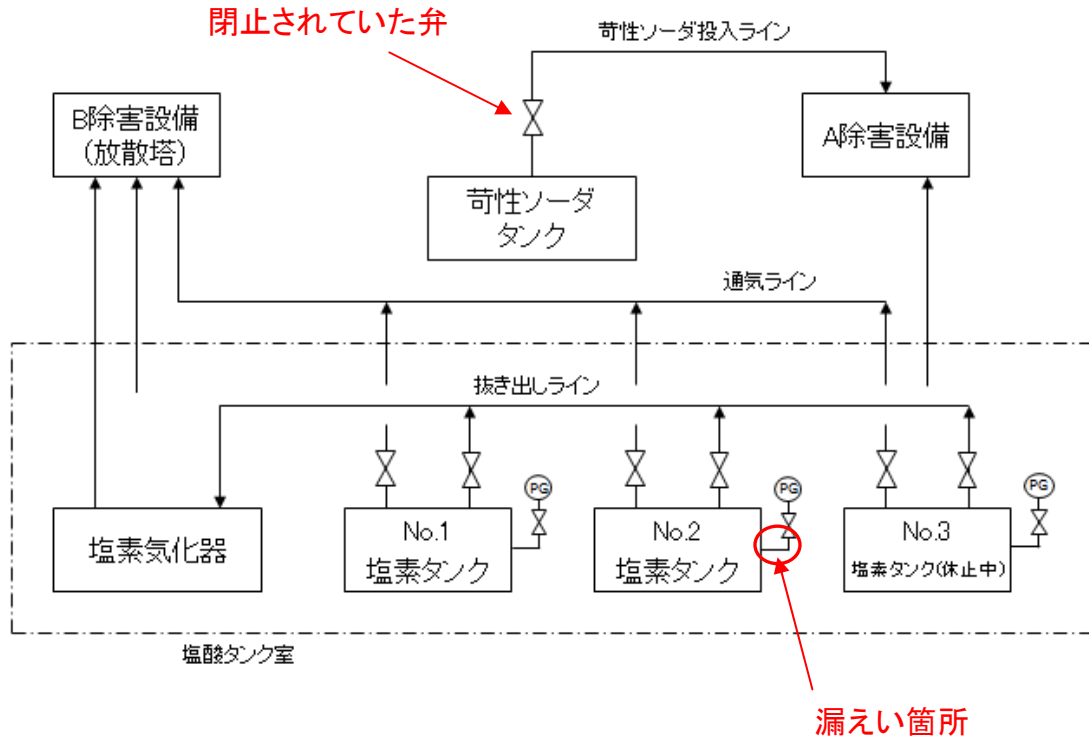 閉止されていた弁
苛性ソーダ投入ライン
B除害設備
(放散塔)
A除害設備
苛性ソーダ
タンク
通気ライン
抜き出しライン
PG
PG
PG
塩素気化器
No.1
塩素タンク
No.2
塩素タンク
No.3
塩素タンク(休止中)
塩酸タンク室
漏えい箇所